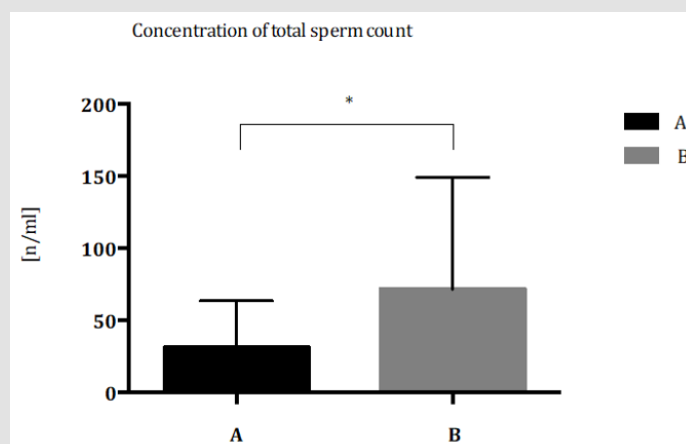 Concentration of total sperm count
*
200
150
100
50
0
[n/ml]
A
B
A
B